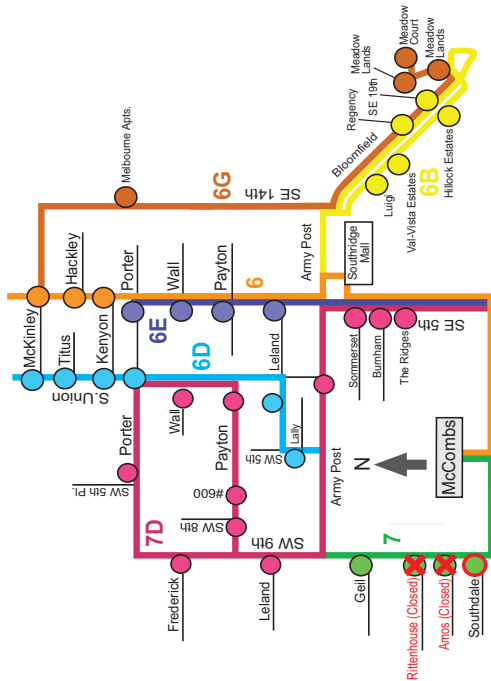 McKinley
Titus
Hackley
Kenyon
S.Union
Melbourne Apts.
6G
SE 14th
Porter
Wall
Payton
6
6E
6D
Leland
Porter
SW 5th Pl.
Wall
Payton
#600
SW 8th
7D
Frederick
SW 9th
Leland
SW 5th
Lally
Army Post
Army Post
Southridge
Mall
Bloomfield
Regency
SE 19th
Meadow
Lands
Meadow
Court
Meadow
Lands
Luigi
Val-Vista Estates
6B
Hillock Estates
Sommerset
Burnham
The Ridges
SE 5th
N
McCombs
7
Geil
Rittenhouse (Closed)
Amos (Closed)
Southdale